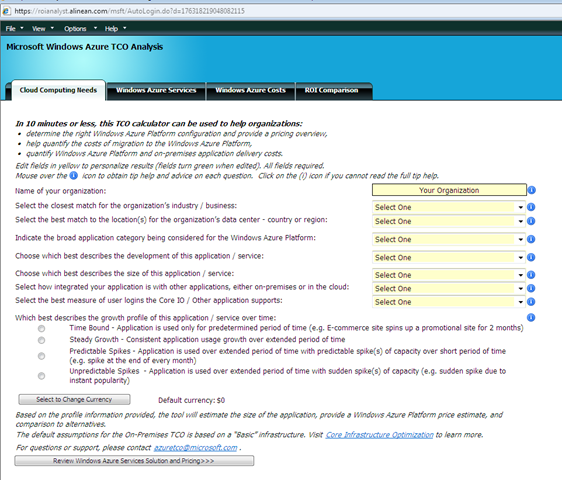 https://roianalyst.alinean.com/msft/AutoLogin.do?d=176318219048082115
File View Options Help
Microsoft Windows Azure TCO Analysis
Cloud Computing Needs Windows Azure Services Windows Azure Costs ROI Comparison
In 10 minutes or less, this TCO calculator can be used to help organizations:
• determine the right Windows Azure Platform configuration and provide a pricing overview,
• help quantify the costs of migration to the Windows Azure Platform,
• quantify Windows Azure Platform and on-premises application delivery costs.
Edit fields in yellow to personalize results (fields turn green when edited). All fields required.
Mouse over the i icon to obtain tip help and advice on each question. Click on the (i) icon if you cannot read the full tip help.
Name of your organization: Your Organization
Select the closest match for the organization's industry / business: Select One
Select the best match to the location(s) for the organization's data center - country or region: Select One
Indicate the broad application category being considered for the Windows Azure Platform: Select One
Choose which best describes the development of this application / service: Select One
Choose which best describes the size of this application / service: Select One
Select how integrated your application is with other applications, either on-premises or in the cloud: Select One
Select the best measure of user logins the Core IO / Other application supports: Select One
Which best describes the growth profile of this application / service over time:
Time Bound - Application is used only for predetermined period of time (e.g. E-commerce site spins up a promotional site for 2 months)
Steady Growth - Consistent application usage growth over extended period of time
Predictable Spikes - Application is used over extended period of time with predictable spike(s) of capacity over short period of time
(e.g. spike at the end of every month)
Unpredictable Spikes - Application is used over extended period of time with sudden spike(s) of capacity (e.g. sudden spike due to
instant popularity)
Select to Change Currency Default currency: $0
Based on the profile information provided, the tool will estimate the size of the application, provide a Windows Azure Platform price estimate, and
comparison to alternatives.
The default assumptions for the On-Premises TCO is based on a "Basic" infrastructure. Visit Core Infrastructure Optimization to learn more.
For questions or support, please contact azuretco@microsoft.com .
Review Windows Azure Services Solution and Pricing>>>